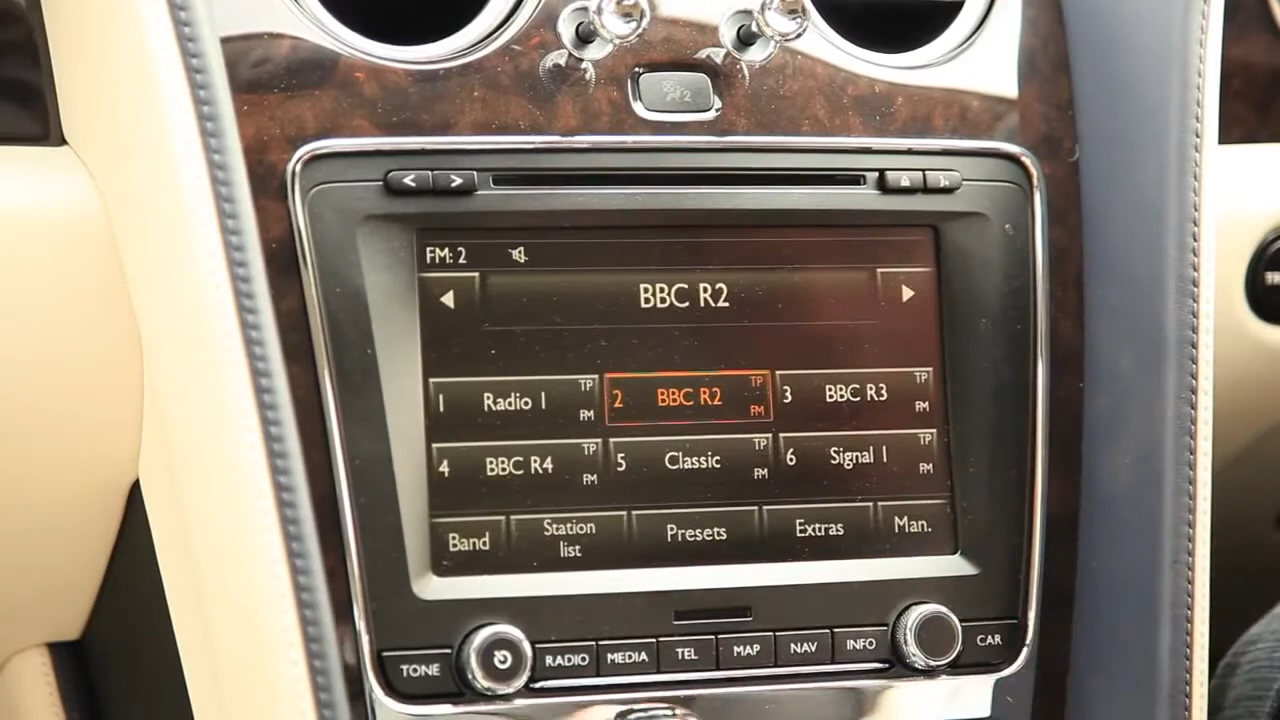 2
< >
FM: 2
BBC R2
1 Radio 1 TP FM
2 BBC R2 TP FM
3 BBC R3 TP FM
4 BBC R4 TP FM
5 Classic TP FM
6 Signal 1 TP FM
Band
Station
list
Presets
Extras
Man.
TONE
RADIO
MEDIA
TEL
MAP
NAV
INFO
CAR